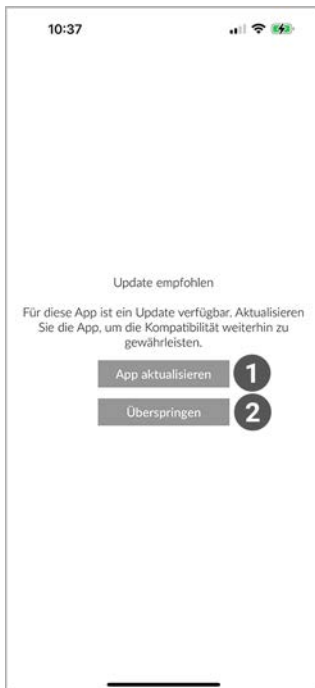 10:37
Update empfohlen
Für diese App ist ein Update verfügbar. Aktualisieren
Sie die App, um die Kompatibilität weiterhin zu
gewährleisten.
App aktualisieren 1
Überspringen 2